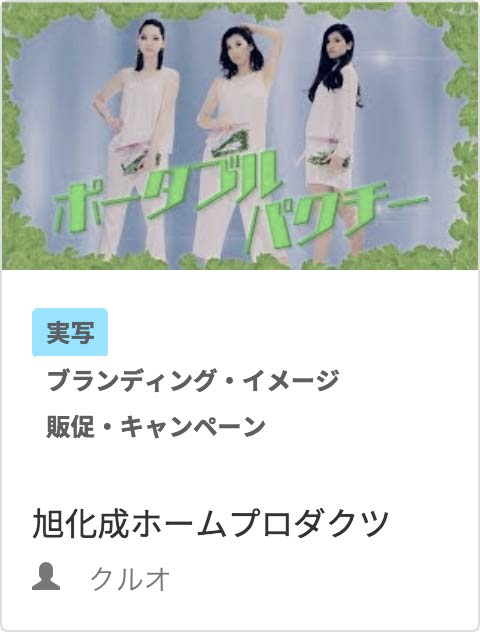 ポータブル
パクチー
実写
ブランディング・イメージ
販促・キャンペーン
旭化成ホームプロダクツ
クルオ